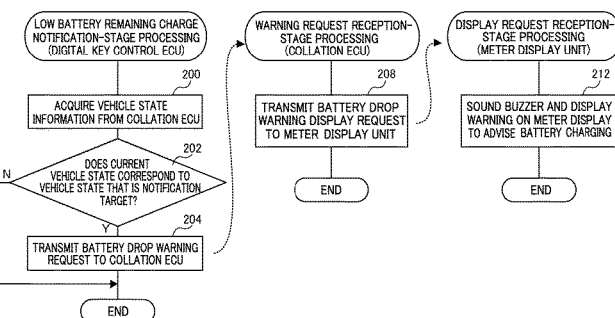 LOW BATTERY REMAINING CHARGE
NOTIFICATION-STAGE PROCESSING
(DIGITAL KEY CONTROL ECU)
200
ACQUIRE VEHICLE STATE
INFORMATION FROM COLLATION ECU
202
DOES CURRENT
VEHICLE STATE CORRESPOND TO
VEHICLE STATE THAT IS NOTIFICATION
TARGET?
N
Y
204
TRANSMIT BATTERY DROP WARNING
REQUEST TO COLLATION ECU
END
WARNING REQUEST RECEPTION-
STAGE PROCESSING
(COLLATION ECU)
208
TRANSMIT BATTERY DROP
WARNING DISPLAY REQUEST
TO METER DISPLAY UNIT
END
DISPLAY REQUEST RECEPTION-
STAGE PROCESSING
(METER DISPLAY UNIT)
212
SOUND BUZZER AND DISPLAY
WARNING ON METER DISPLAY
TO ADVISE BATTERY CHARGING
END